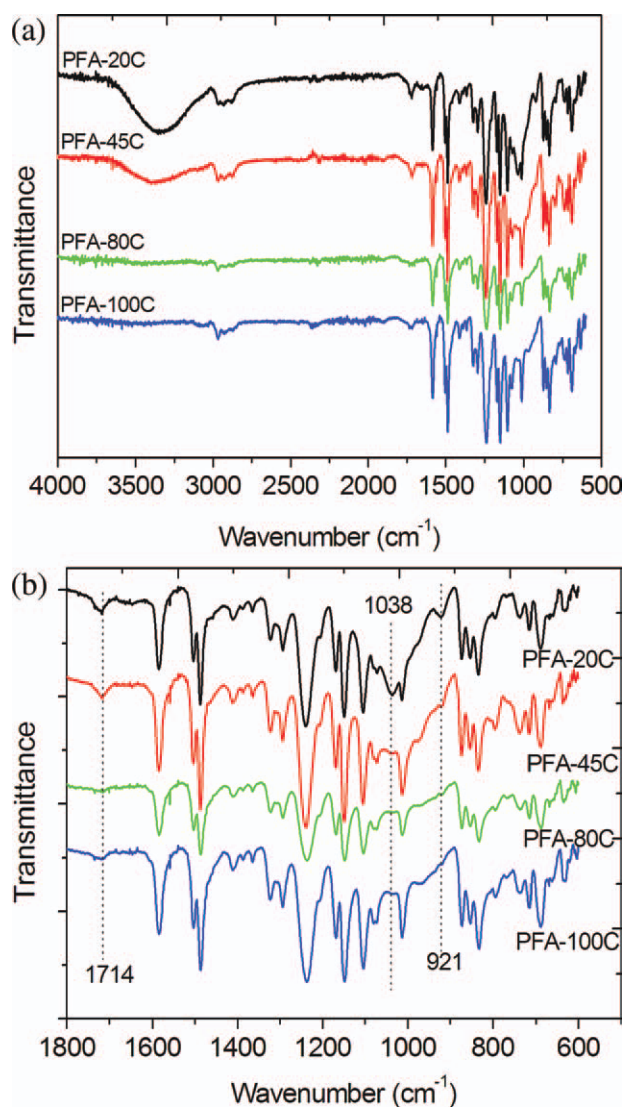 (a)
PFA-20C
PFA-45C
PFA-80C
PFA-100C
Transmittance
4000 3500 3000 2500 2000 1500 1000 500
Wavenumber (cm⁻¹)
(b)
1038
PFA-20C
PFA-45C
PFA-80C
PFA-100C
1714
921
Transmittance
1800 1600 1400 1200 1000 800 600
Wavenumber (cm⁻¹)